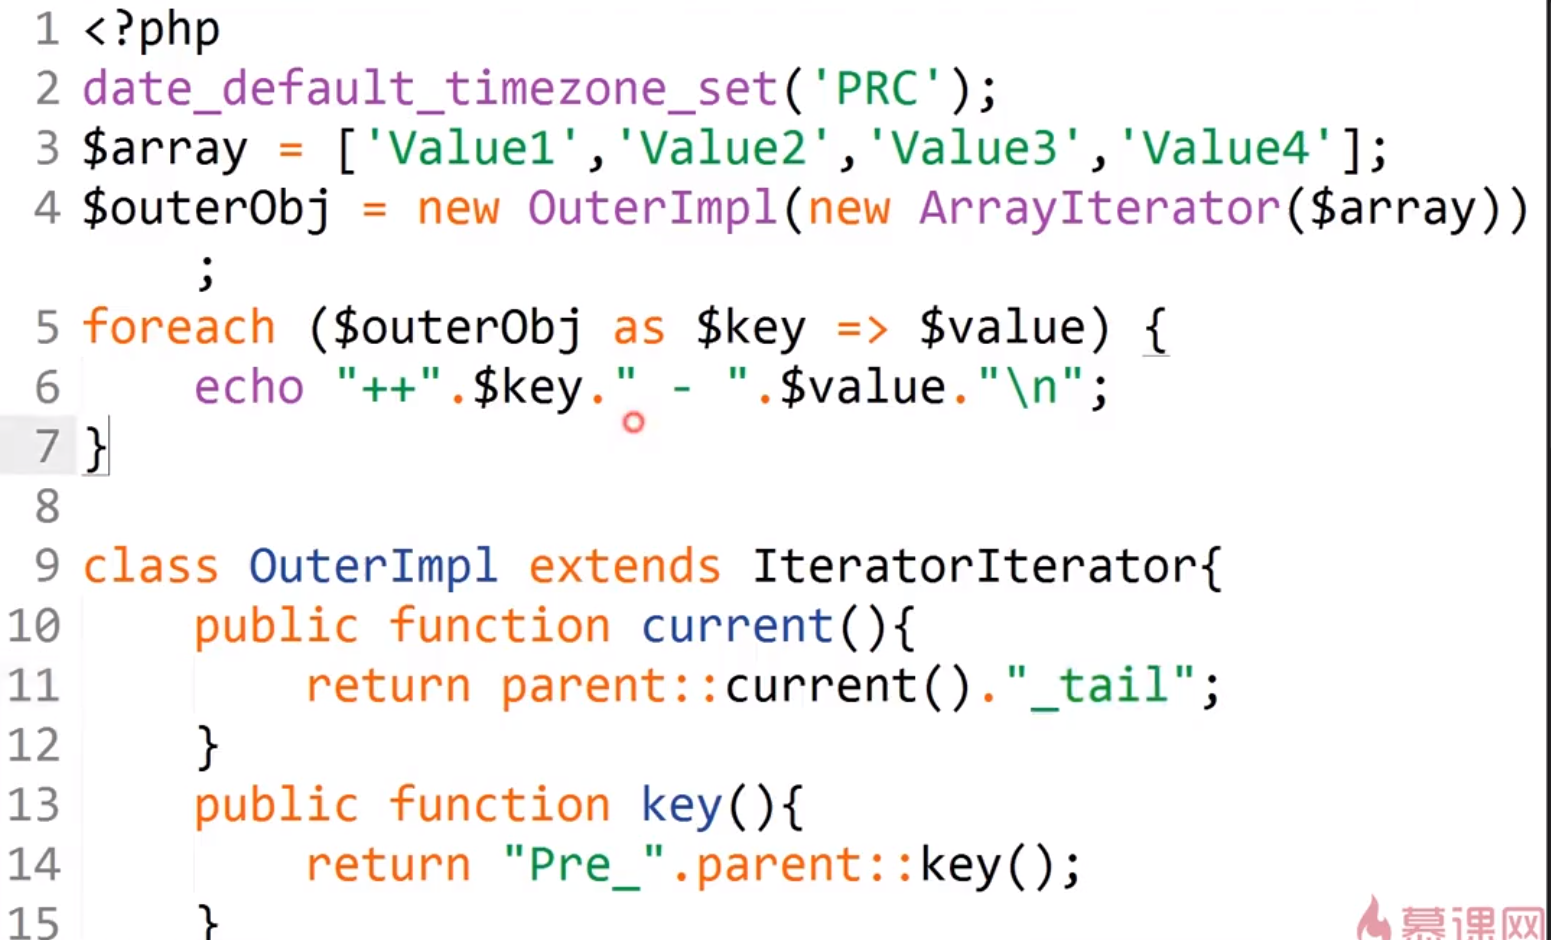 1 <?php
2 date_default_timezone_set('PRC');
3 $array = ['Value1','Value2','Value3','Value4'];
4 $outerObj = new OuterImpl(new ArrayIterator($array))
;
5 foreach ($outerObj as $key => $value) {
6 echo "++".$key." - ".$value."\n";
7 }
8
9 class OuterImpl extends IteratorIterator{
10 public function current(){
11 return parent::current()."_tail";
12 }
13 public function key(){
14 return "Pre_".parent::key();
15 }
慕课网